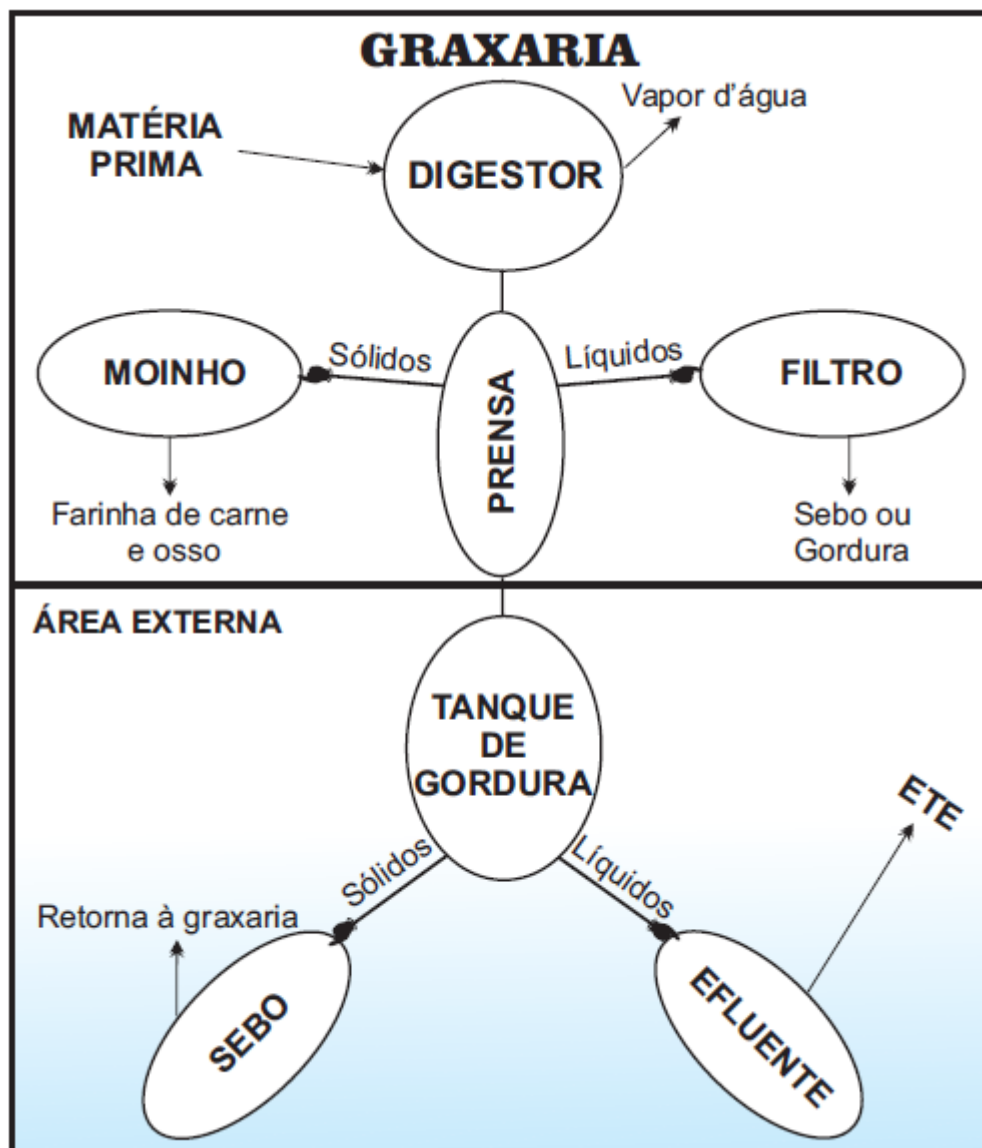 GRAXARIA
Vapor d'água
MATÉRIA
PRIMA
DIGESTOR
MOINHO
Sólidos
PRENSA
Líquidos
FILTRO
Farinha de carne
e osso
Sebo ou
Gordura
ÁREA EXTERNA
TANQUE
DE
GORDURA
ETE
Sólidos
Líquidos
Retorna à graxaria
SEBO
EFLUENTE